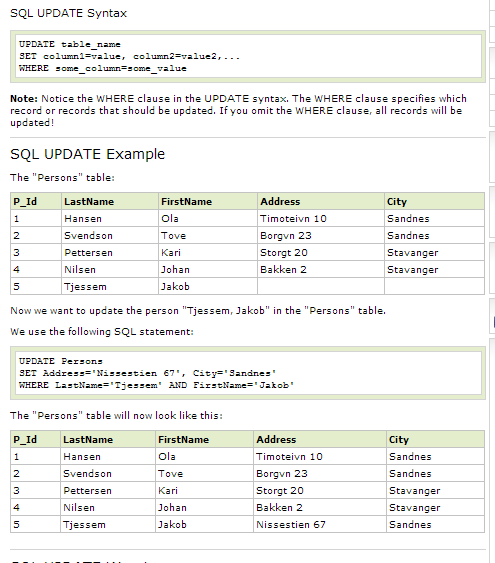 SQL UPDATE Syntax
UPDATE table_name
SET column1=value, column2=value2,...
WHERE some_column=some_value
Note: Notice the WHERE clause in the UPDATE syntax. The WHERE clause specifies which
record or records that should be updated. If you omit the WHERE clause, all records will be
updated!
SQL UPDATE Example
The "Persons" table:
P_Id LastName FirstName Address City
1 Hansen Ola Timoteivn 10 Sandnes
2 Svendson Tove Borgvn 23 Sandnes
3 Pettersen Kari Storgt 20 Stavanger
4 Nilsen Johan Bakken 2 Stavanger
5 Tjessem Jakob
Now we want to update the person "Tjessem, Jakob" in the "Persons" table.
We use the following SQL statement:
UPDATE Persons
SET Address='Nissestien 67', City='Sandnes'
WHERE LastName='Tjessem' AND FirstName='Jakob'
The "Persons" table will now look like this:
P_Id LastName FirstName Address City
1 Hansen Ola Timoteivn 10 Sandnes
2 Svendson Tove Borgvn 23 Sandnes
3 Pettersen Kari Storgt 20 Stavanger
4 Nilsen Johan Bakken 2 Stavanger
5 Tjessem Jakob Nissestien 67 Sandnes